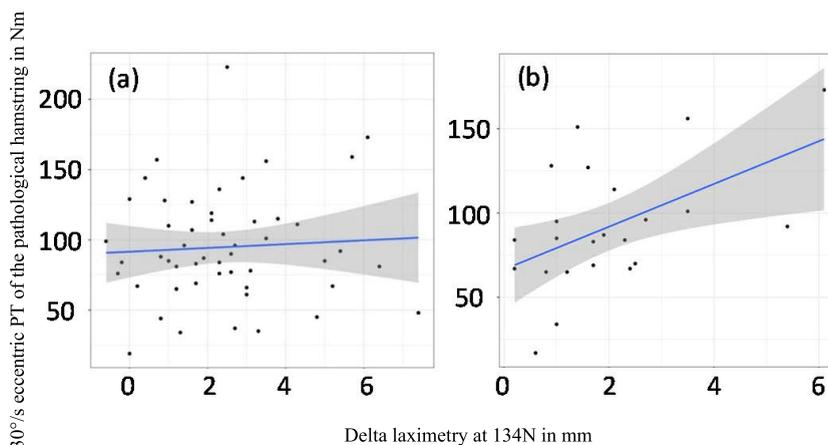 30°/s eccentric PT of the pathological hamstring in Nm
(a)
200
150
100
50
0 2 4 6
(b)
150
100
50
0 2 4 6
Delta laximetry at 134N in mm